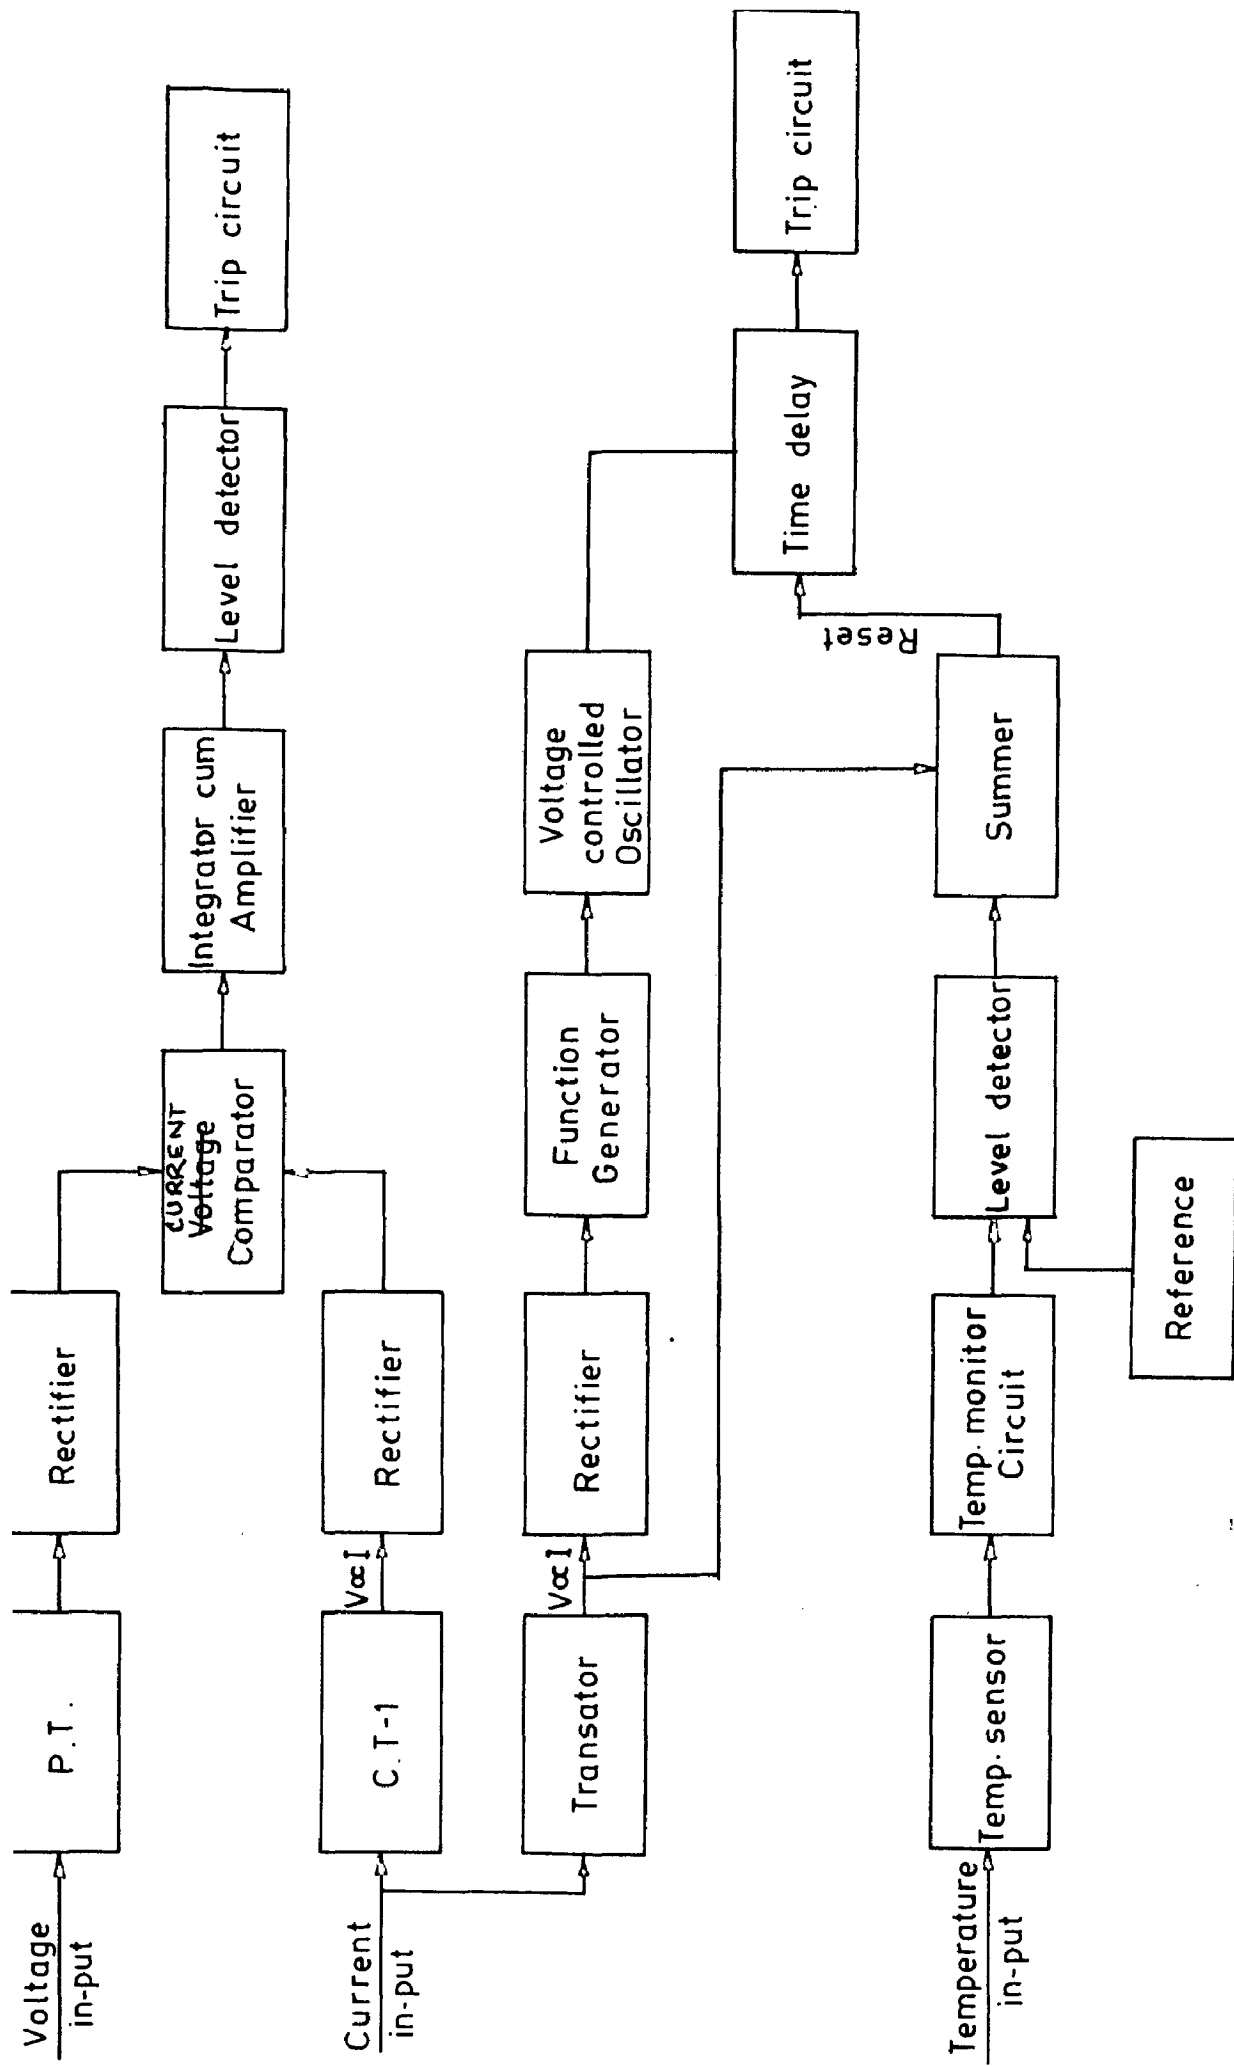 Voltage
in-put
P.T.
Rectifier
CURRENT
Voltage
Comparator
Integrator cum
Amplifier
Level detector
Trip circuit
Current
in-put
C.T-1
V∝I
Rectifier
Transator
V∝I
Rectifier
Function
Generator
Voltage
controlled
Oscillator
Time delay
Trip circuit
Reset
Temperature
in-put
Temp. sensor
Temp. monitor
Circuit
Level detector
Summer
Reference